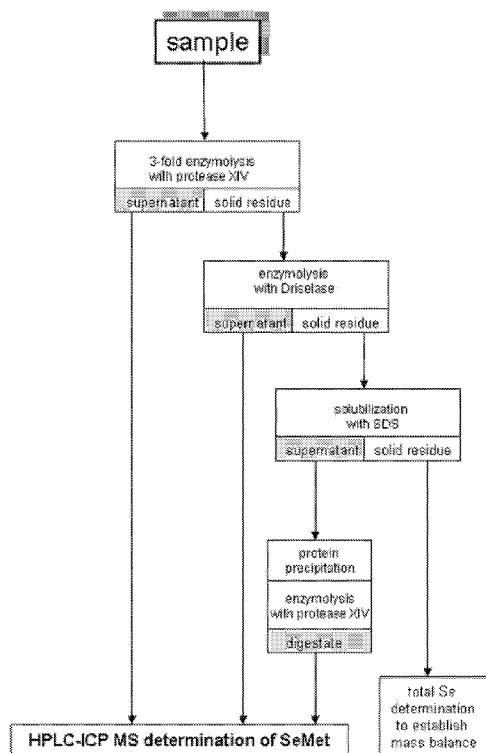 sample
3-fold enzymolysis
with protease XIV
supernatant solid residue
enzymolysis
with Driselase
supernatant solid residue
solubilization
with SDS
supernatant solid residue
protein
precipitation
enzymolysis
with protease XIV
digestate
total Se
determination
to establish
mass balance
HPLC-ICP MS determination of SeMet